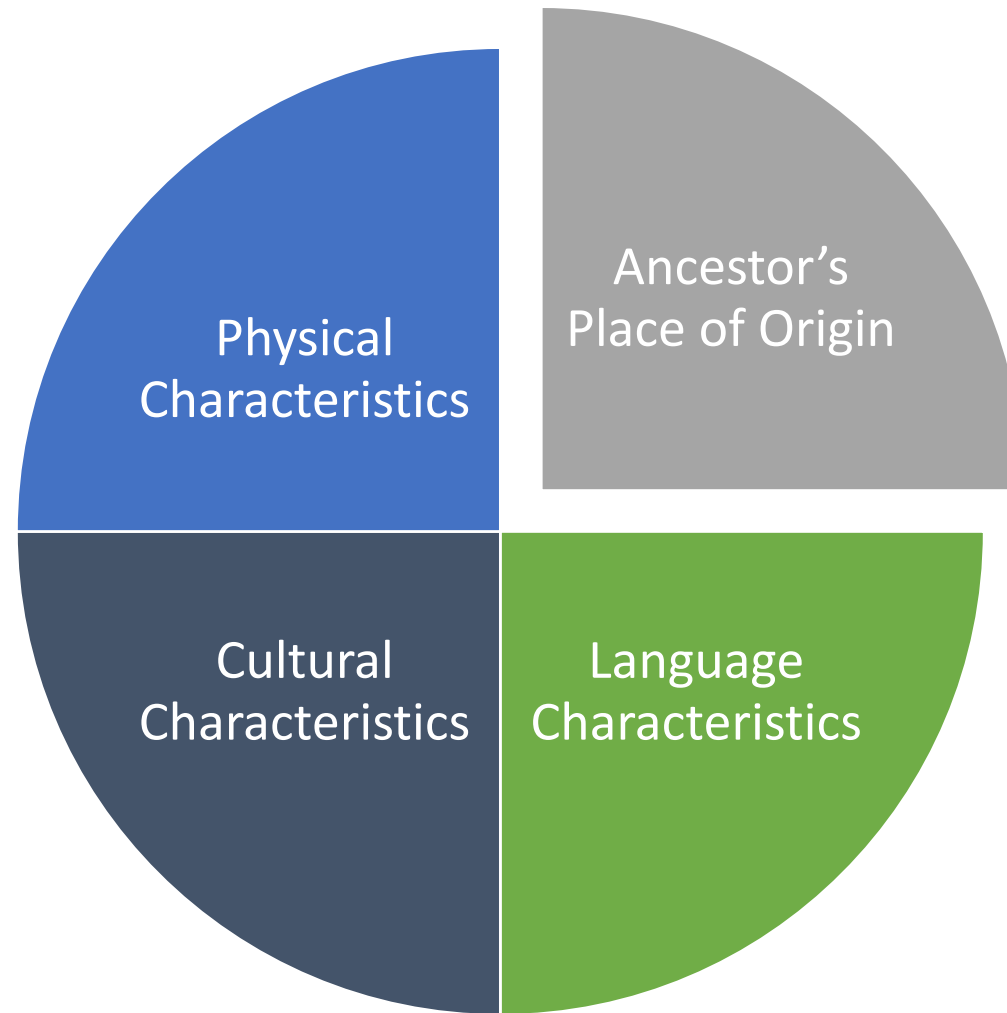 Ancestor’s
Place of Origin
Physical
Characteristics
Cultural
Characteristics
Language
Characteristics